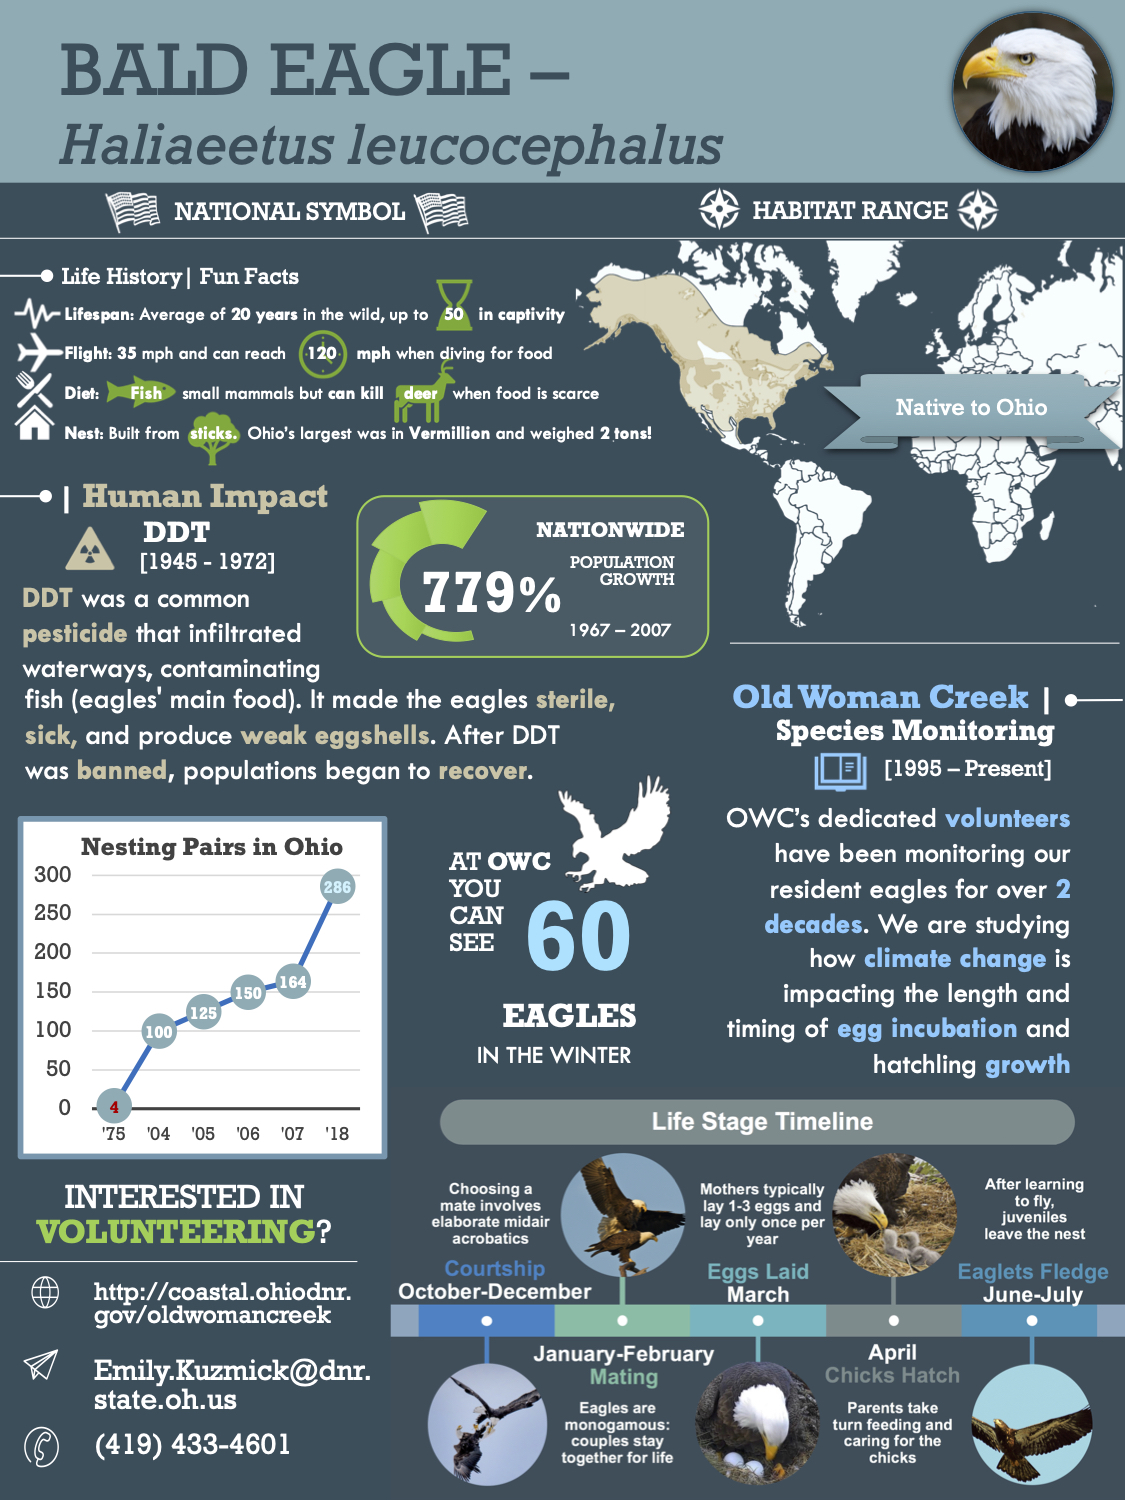 BALD EAGLE –
Haliaeetus leucocephalus
NATIONAL SYMBOL
HABITAT RANGE
Life History| Fun Facts
Lifespan: Average of 20 years in the wild, up to 50 in captivity
Flight: 35 mph and can reach 120 mph when diving for food
Diet: Fish small mammals but can kill deer when food is scarce
Nest: Built from sticks. Ohio's largest was in Vermillion and weighed 2 tons!
Native to Ohio
| Human Impact
DDT
[1945 - 1972]
DDT was a common
pesticide that infiltrated
waterways, contaminating
fish (eagles' main food). It made the eagles sterile,
sick, and produce weak eggshells. After DDT
was banned, populations began to recover.
779%
NATIONWIDE
POPULATION
GROWTH
1967 – 2007
Old Woman Creek |
Species Monitoring
[1995 – Present]
OWC's dedicated volunteers
have been monitoring our
resident eagles for over 2
decades. We are studying
how climate change is
impacting the length and
timing of egg incubation and
hatchling growth
Nesting Pairs in Ohio
300
250
200
150
100
50
0
4
100
125
150
164
286
'75 '04 '05 '06 '07 '18
AT OWC
YOU
CAN
SEE
60
EAGLES
IN THE WINTER
INTERESTED IN
VOLUNTEERING?
http://coastal.ohiodnr.
gov/oldwomancreek
Emily.Kuzmick@dnr.
state.oh.us
(419) 433-4601
Life Stage Timeline
Choosing a
mate involves
elaborate midair
acrobatics
Courtship
October-December
January-February
Mating
Eagles are
monogamous:
couples stay
together for life
Mothers typically
lay 1-3 eggs and
lay only once per
year
Eggs Laid
March
April
Chicks Hatch
Parents take
turn feeding and
caring for the
chicks
After learning
to fly,
juveniles
leave the nest
Eaglets Fledge
June-July